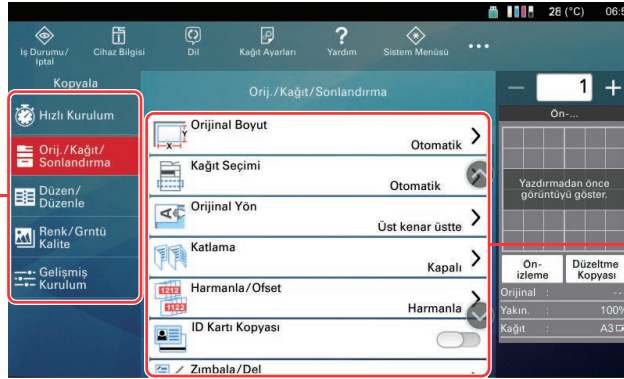 28 (°C) 06:5
İş Durumu/
İptal
Cihaz Bilgisi
Dil
Kağıt Ayarları
Yardım
Sistem Menüsü
Kopyala
Hızlı Kurulum
Orij./Kağıt/
Sonlandırma
Düzen/
Düzenle
Renk/Grntü
Kalite
Gelişmiş
Kurulum
Orij./Kağıt/Sonlandırma
Orijinal Boyut
Otomatik
Kağıt Seçimi
Otomatik
Orijinal Yön
Üst kenar üstte
Katlama
Kapalı
Harmanla/Ofset
Harmanla
ID Kartı Kopyası
Zımbala/Del
1
Ön-...
Yazdırmadan önce
görüntüyü göster.
Ön-
izleme
Düzeltme
Kopyası
Orijinal : --
Yakın. : 100%
Kağıt : A3